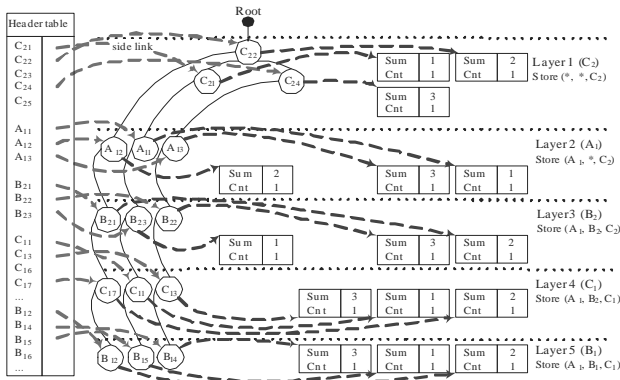 Root
Header table
C21
C22
C23
C24
C25
A11
A12
A13
B21
B22
B23
C11
C13
C16
C17
...
B12
B14
B15
B16
...
side link
C22
C21
C24
Sum 1
Cnt 1
Sum 2
Cnt 1
Sum 3
Cnt 1
Layer 1 (C2)
Store (*, *, C2)
A12
A11
A13
Sum 2
Cnt 1
Sum 3
Cnt 1
Sum 1
Cnt 1
Layer 2 (A1)
Store (A1, *, C2)
B21
B23
B22
Sum 1
Cnt 1
Sum 3
Cnt 1
Sum 2
Cnt 1
Layer3 (B2)
Store (A1, B2, C2)
C17
C11
C13
Sum 3
Cnt 1
Sum 1
Cnt 1
Sum 2
Cnt 1
Layer 4 (C1)
Store (A1, B2, C1)
B12
B15
B14
Sum 3
Cnt 1
Sum 1
Cnt 1
Sum 2
Cnt 1
Layer 5 (B1)
Store (A1, B1, C1)